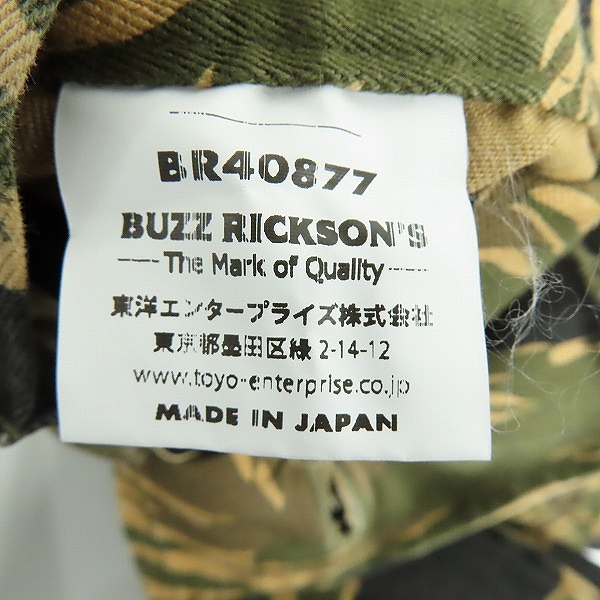 BR40877
BUZZ RICKSON'S
The Mark of Quality
東洋エンタープライズ株式会社
東京都墨田区緑 2-14-12
www.toyo-enterprise.co.jp
MADE IN JAPAN